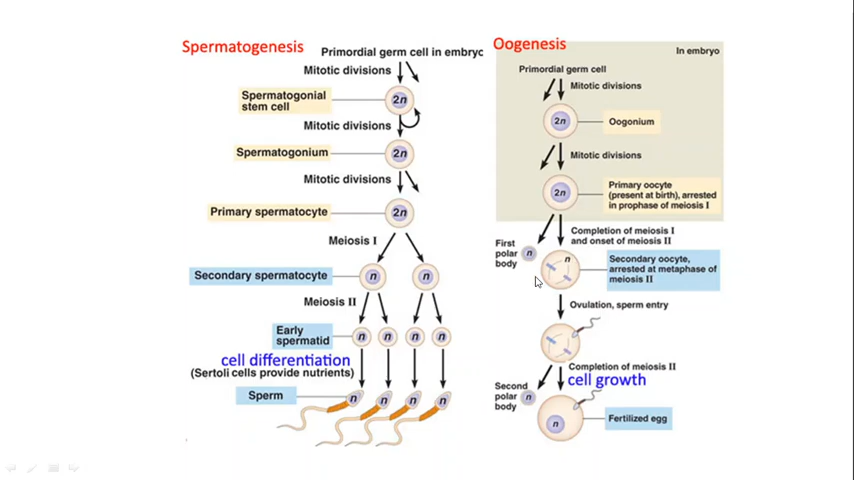 Spermatogenesis
Primordial germ cell in embryo
Mitotic divisions
Spermatogonial
stem cell
2n
Mitotic divisions
Spermatogonium
2n
Mitotic divisions
Primary spermatocyte
2n
Meiosis I
Secondary spermatocyte
n
n
Meiosis II
Early
spermatid
n
n
n
n
cell differentiation
(Sertoli cells provide nutrients)
Sperm
n
n
n
n
Oogenesis
In embryo
Primordial germ cell
Mitotic divisions
2n
Oogonium
Mitotic divisions
2n
Primary oocyte
(present at birth), arrested
in prophase of meiosis I
Completion of meiosis I
and onset of meiosis II
First
polar
body
n
n
Secondary oocyte,
arrested at metaphase of
meiosis II
Ovulation, sperm entry
Completion of meiosis II
cell growth
Second
polar
body
n
n
Fertilized egg